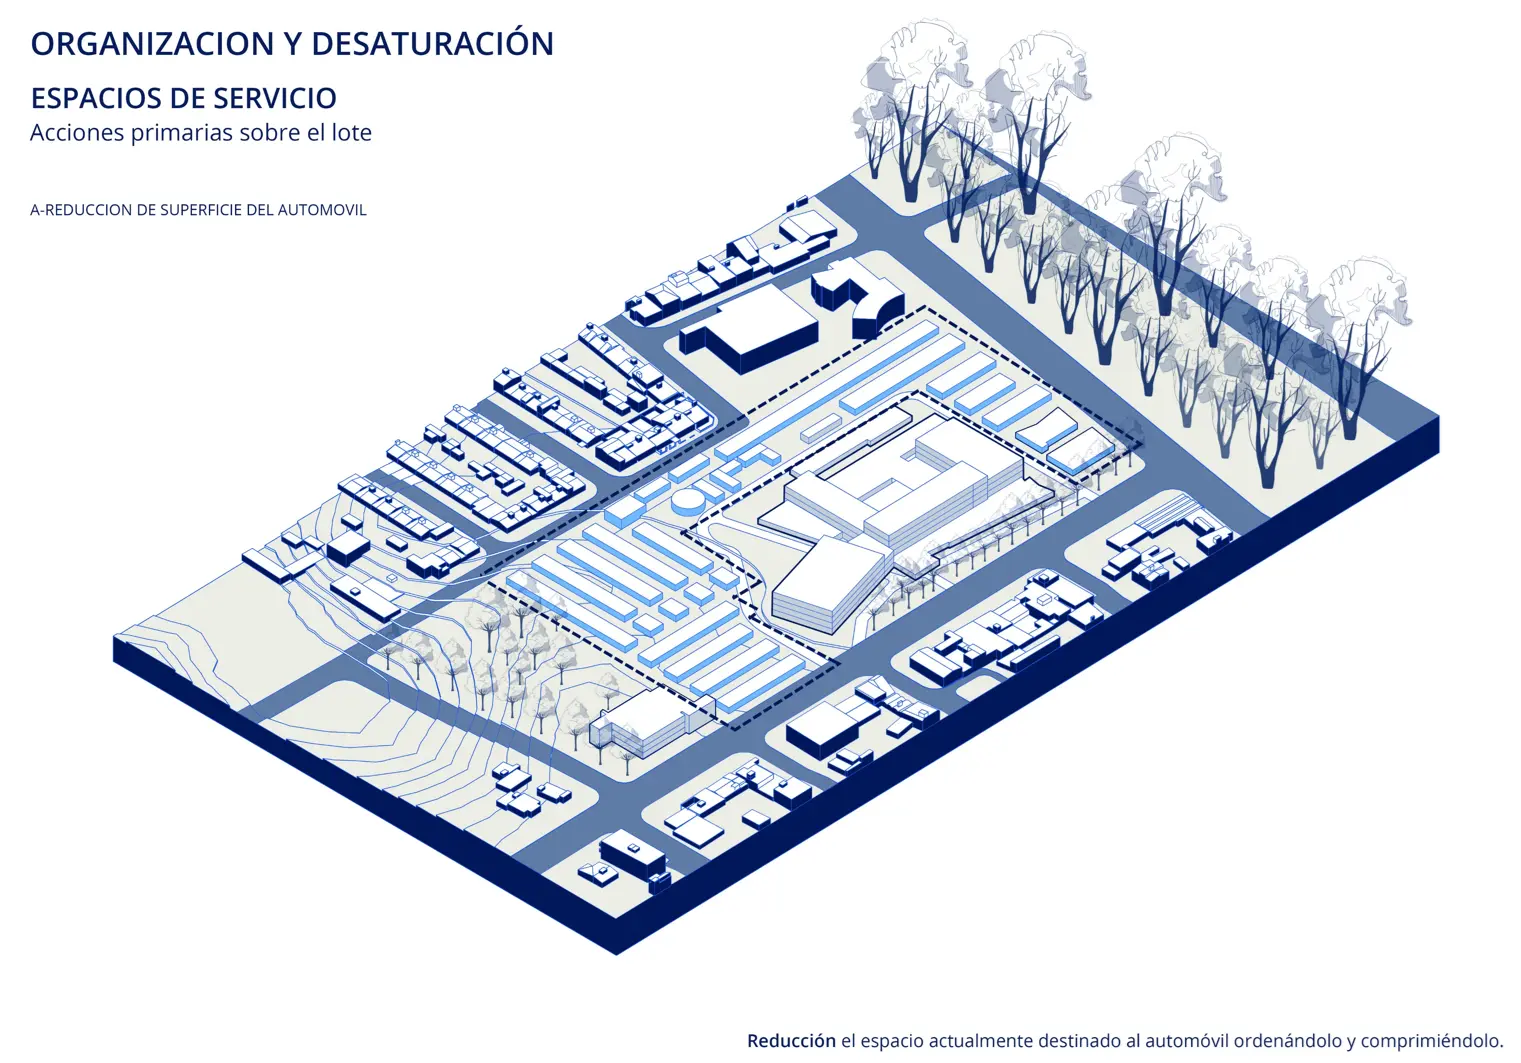 ORGANIZACION Y DESATURACIÓN
ESPACIOS DE SERVICIO
Acciones primarias sobre el lote
A-REDUCCION DE SUPERFICIE DEL AUTOMOVIL
Reducción el espacio actualmente destinado al automóvil ordenándolo y comprimiéndolo.